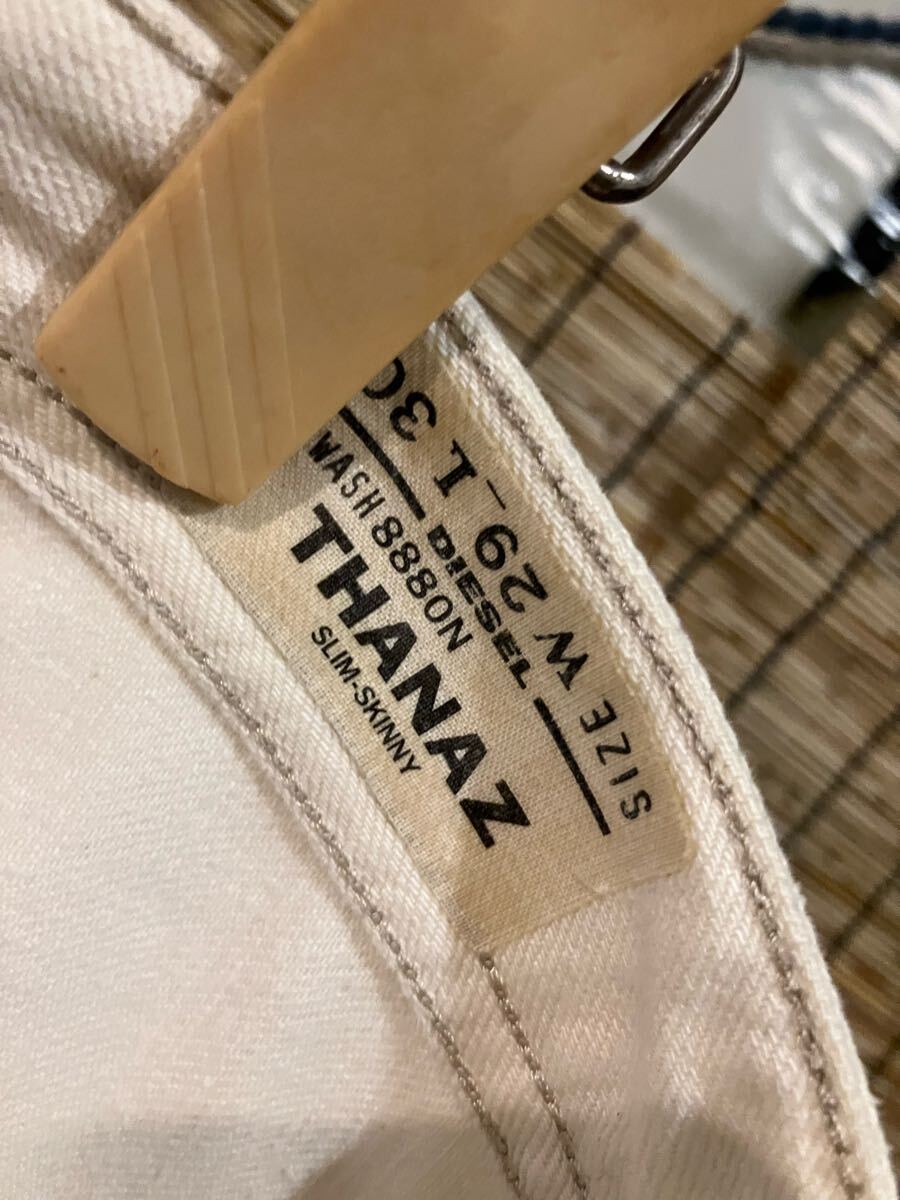 SIZE W 29 _ L 30
DIESEL
WASH 8880N
THANAZ
SLIM-SKINNY